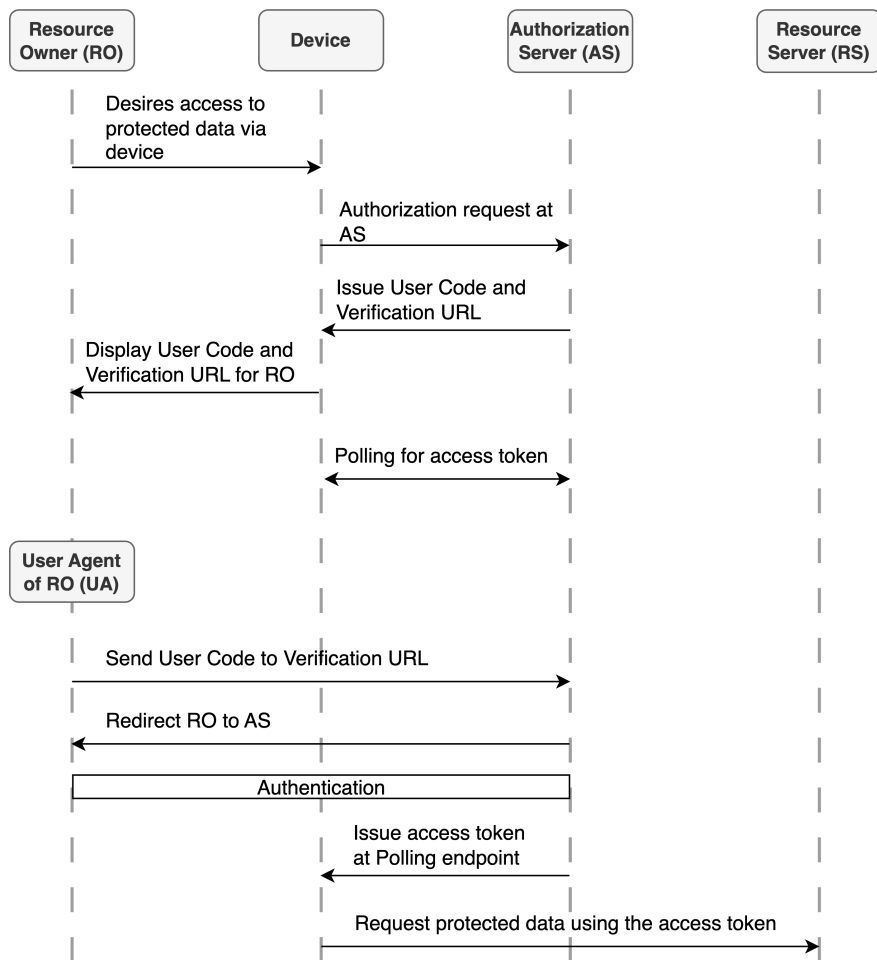 Resource
Owner (RO)
Device
Authorization
Server (AS)
Resource
Server (RS)
Desires access to
protected data via
device
Authorization request at
AS
Issue User Code and
Verification URL
Display User Code and
Verification URL for RO
Polling for access token
User Agent
of RO (UA)
Send User Code to Verification URL
Redirect RO to AS
Authentication
Issue access token
at Polling endpoint
Request protected data using the access token